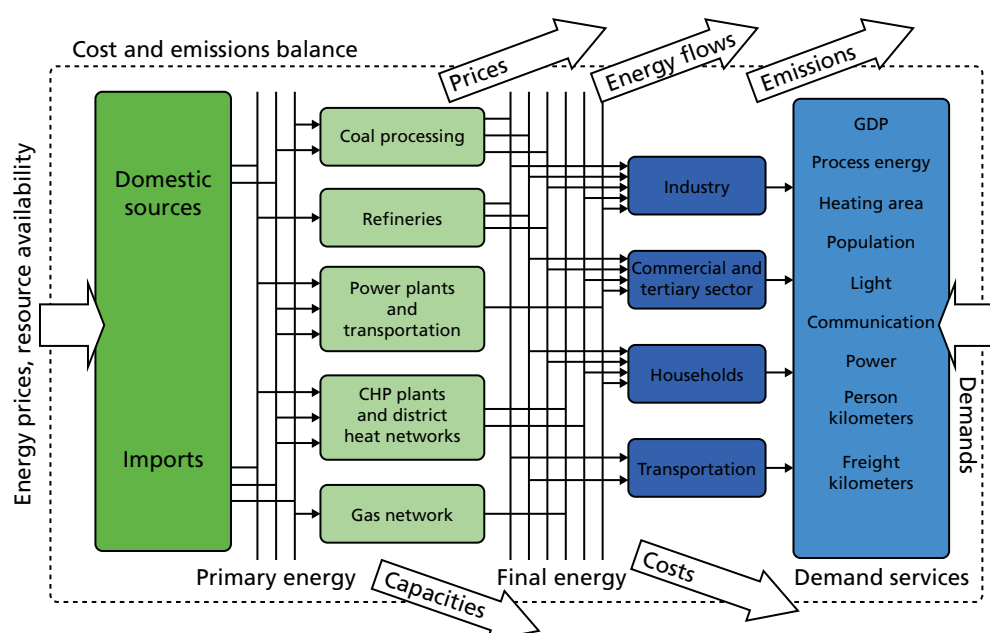 Cost and emissions balance
Prices
Energy flows
Emissions
Energy prices, resource availability
Domestic
sources
Imports
Coal processing
Refineries
Power plants
and
transportation
CHP plants
and district
heat networks
Gas network
Industry
Commercial and
tertiary sector
Households
Transportation
GDP
Process energy
Heating area
Population
Light
Communication
Power
Person
kilometers
Freight
kilometers
Demands
Primary energy
Capacities
Final energy
Costs
Demand services